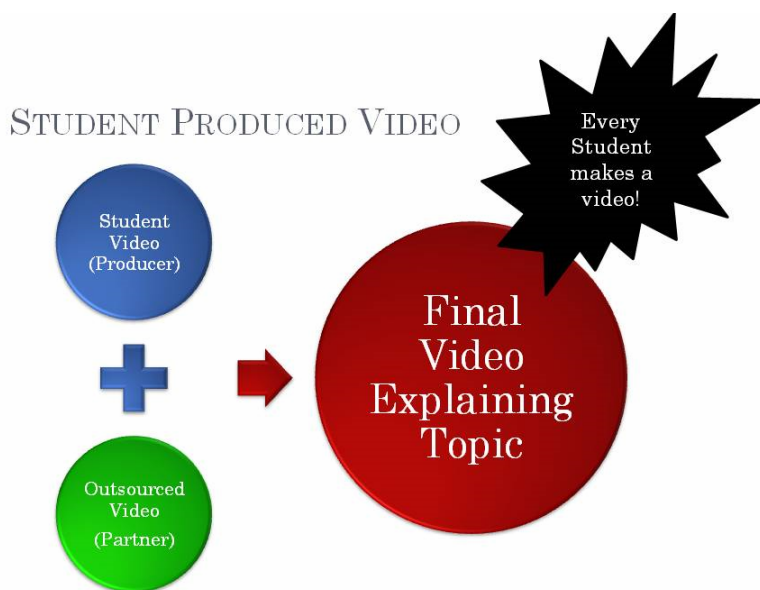 STUDENT PRODUCED VIDEO
Every
Student
makes a
video!
Student
Video
(Producer)
Final
Video
Explaining
Topic
Outsourced
Video
(Partner)